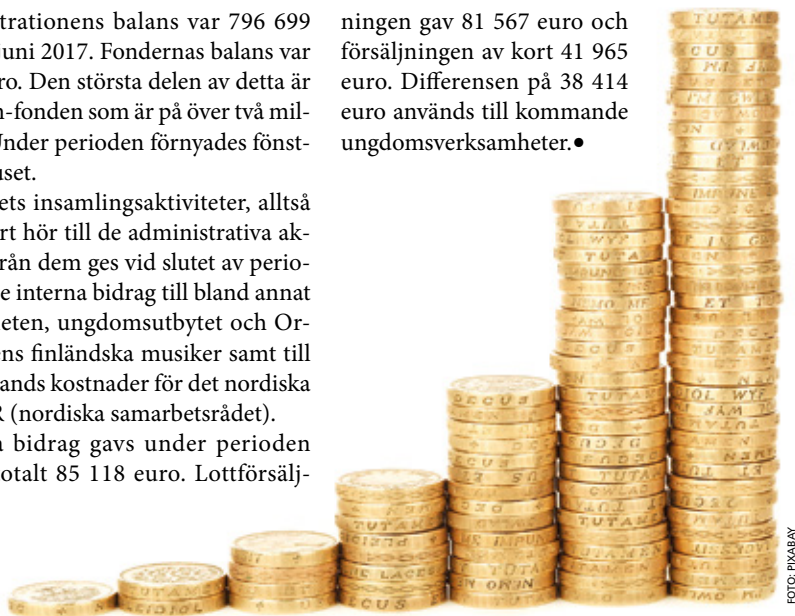 trationens balans var 796 699
juni 2017. Fondernas balans var
ro. Den största delen av detta är
n-fonden som är på över två mil-
Under perioden förnyades fönst-
uset.
ets insamlingsaktiviteter, alltså
rt hör till de administrativa ak-
rån dem ges vid slutet av perio-
e interna bidrag till bland annat
eten, ungdomsutbytet och Or-
ens finländska musiker samt till
ands kostnader för det nordiska
R (nordiska samarbetsrådet).
a bidrag gavs under perioden
otalt 85 118 euro. Lottförsälj-
ningen gav 81 567 euro och
försäljningen av kort 41 965
euro. Differensen på 38 414
euro används till kommande
ungdomsverksamheter.●
DECUS
TUTAMEN
FOTO: PIXABAY